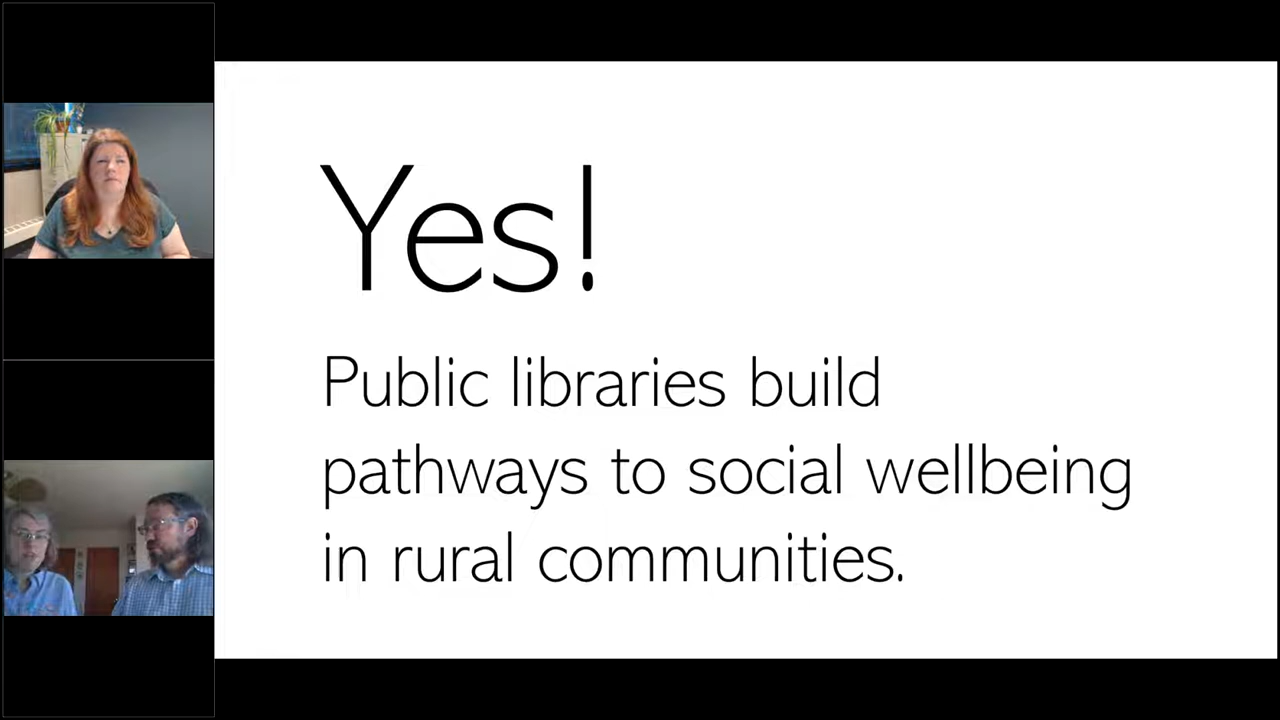 Yes!
Public libraries build
pathways to social wellbeing
in rural communities.